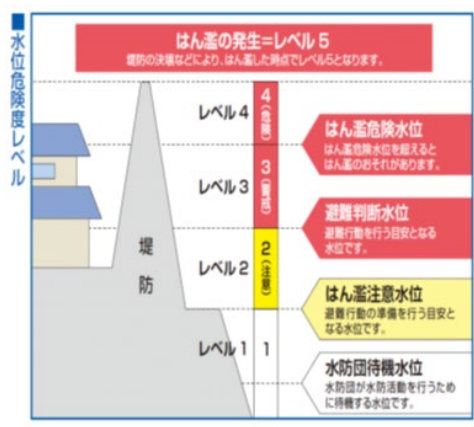 ■水位危険度レベル
はん濫の発生=レベル5
堤防の決壊などにより、はん濫した時点でレベル5となります。
レベル4
4(危険)
はん濫危険水位
はん濫危険水位を超えると
はん濫のおそれがあります。
レベル3
3(警戒)
避難判断水位
避難行動を行う目安となる
水位です。
堤防
レベル2
2(注意)
はん濫注意水位
避難行動の準備を行う目安と
なる水位です。
レベル1
1
水防団待機水位
水防団が水防活動を行うため
に待機する水位です。